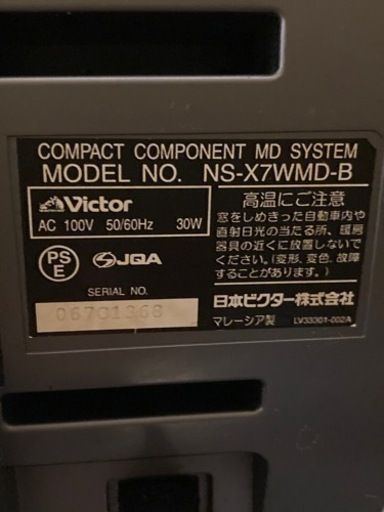 COMPACT COMPONENT MD SYSTEM
MODEL NO. NS-X7WMD-B
Victor
AC 100V 50/60Hz 30W
PS
E
JQA
SERIAL NO.
06701368
高温にご注意
窓をしめきった自動車内や
直射日光の当たる所、暖房
器具の近くに放置しないで
ください。(変形、変色、故障
することがあります。)
日本ビクター株式会社
マレーシア製 LV33301-002A